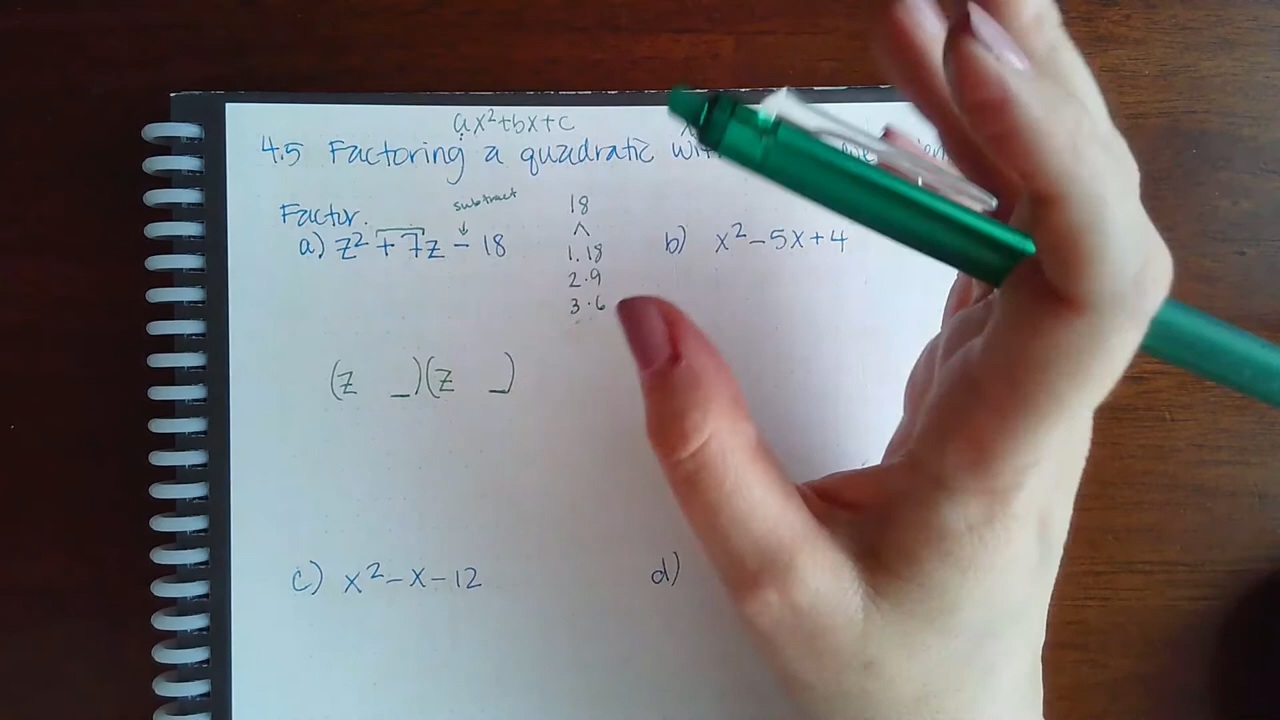 ax²+bx+c
4.5 Factoring a quadratic
Factor.
subtract
a) z² + 7z - 18
18
1·18
2·9
3·6
(z _)(z _)
b) x² - 5x + 4
c) x² - x - 12
d)